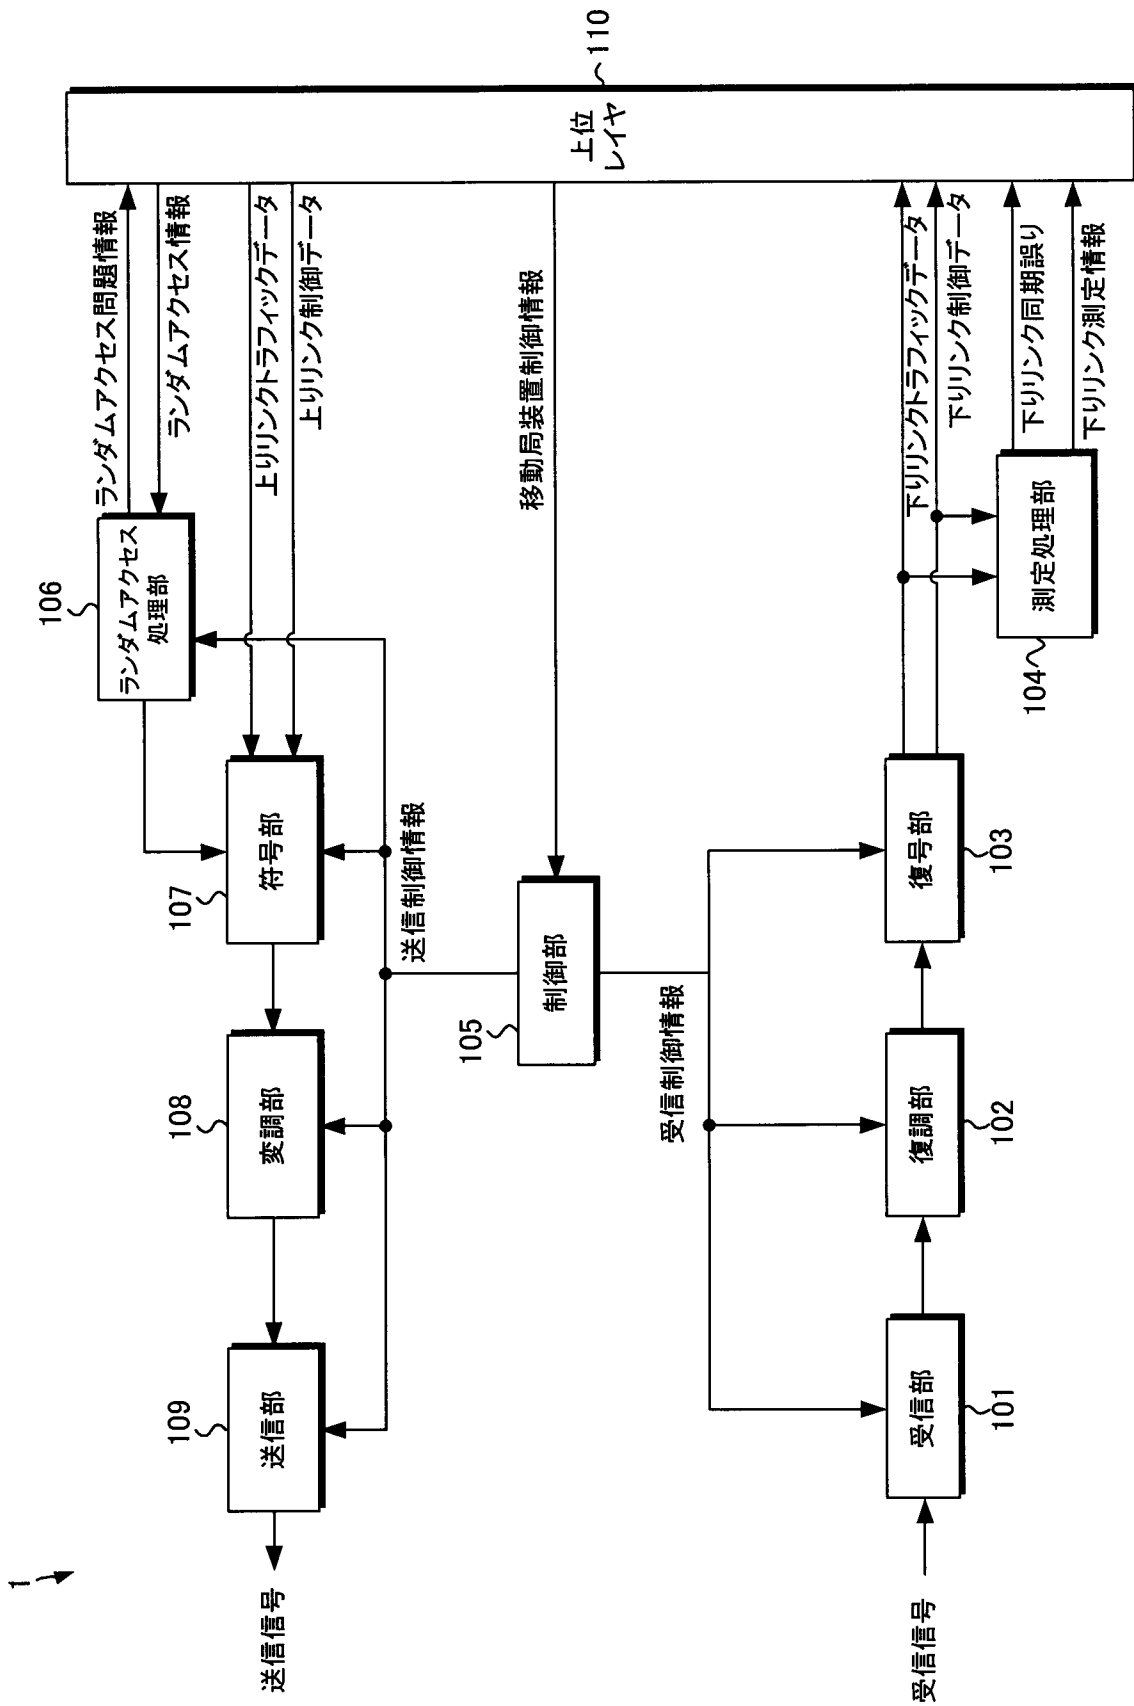 1
受信信号
受信部
101
復調部
102
復号部
103
測定処理部
104
下りリンクトラフィックデータ
下りリンク制御データ
下りリンク同期誤り
下りリンク測定情報
受信制御情報
制御部
105
移動局装置制御情報
送信制御情報
ランダムアクセス
処理部
106
ランダムアクセス問題情報
ランダムアクセス情報
上りリンクトラフィックデータ
上りリンク制御データ
符号部
107
変調部
108
送信部
109
送信信号
上位
レイヤ
110